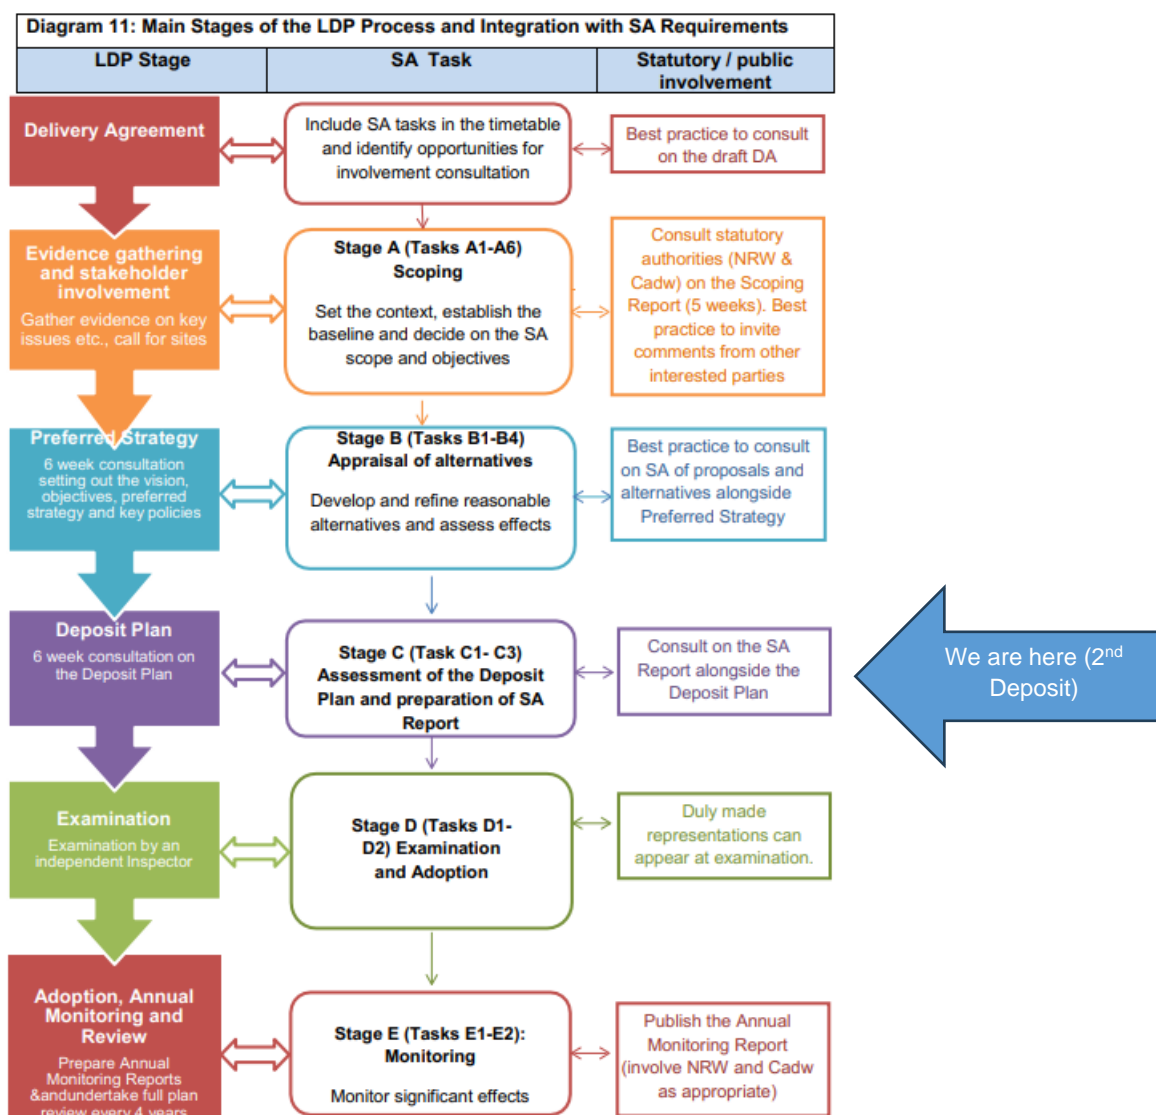 Diagram 11: Main Stages of the LDP Process and Integration with SA Requirements
LDP Stage
SA Task
Statutory / public
involvement
Delivery Agreement
Include SA tasks in the timetable
and identify opportunities for
involvement consultation
Best practice to consult
on the draft DA
Evidence gathering
and stakeholder
involvement
Gather evidence on key
issues etc., call for sites
Stage A (Tasks A1-A6)
Scoping
Set the context, establish the
baseline and decide on the SA
scope and objectives
Consult statutory
authorities (NRW &
Cadw) on the Scoping
Report (5 weeks). Best
practice to invite
comments from other
interested parties
Preferred Strategy
6 week consultation
setting out the vision,
objectives, preferred
strategy and key policies
Stage B (Tasks B1-B4)
Appraisal of alternatives
Develop and refine reasonable
alternatives and assess effects
Best practice to consult
on SA of proposals and
alternatives alongside
Preferred Strategy
Deposit Plan
6 week consultation on
the Deposit Plan
Stage C (Task C1- C3)
Assessment of the Deposit
Plan and preparation of SA
Report
Consult on the SA
Report alongside the
Deposit Plan
We are here (2nd
Deposit)
Examination
Examination by an
independent Inspector
Stage D (Tasks D1-
D2) Examination
and Adoption
Duly made
representations can
appear at examination.
Adoption, Annual
Monitoring and
Review
Prepare Annual
Monitoring Reports
&andundertake full plan
review every 4 years
Stage E (Tasks E1-E2):
Monitoring
Monitor significant effects
Publish the Annual
Monitoring Report
(involve NRW and Cadw
as appropriate)